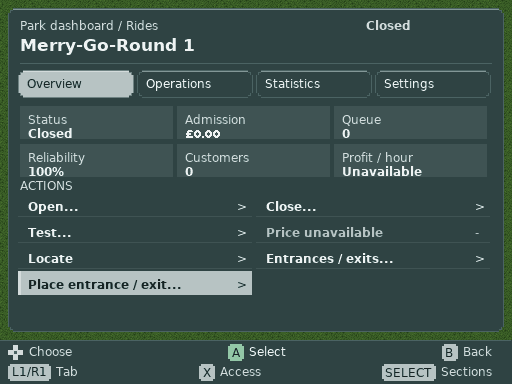 Park dashboard / Rides
Closed
Merry-Go-Round 1
Overview
Operations
Statistics
Settings
Status
Closed
Admission
£0.00
Queue
0
Reliability
100%
Customers
0
Profit / hour
Unavailable
ACTIONS
Open... >
Close... >
Test... >
Price unavailable -
Locate >
Entrances / exits... >
Place entrance / exit... >
Choose
A Select
B Back
L1/R1 Tab
X Access
SELECT Sections